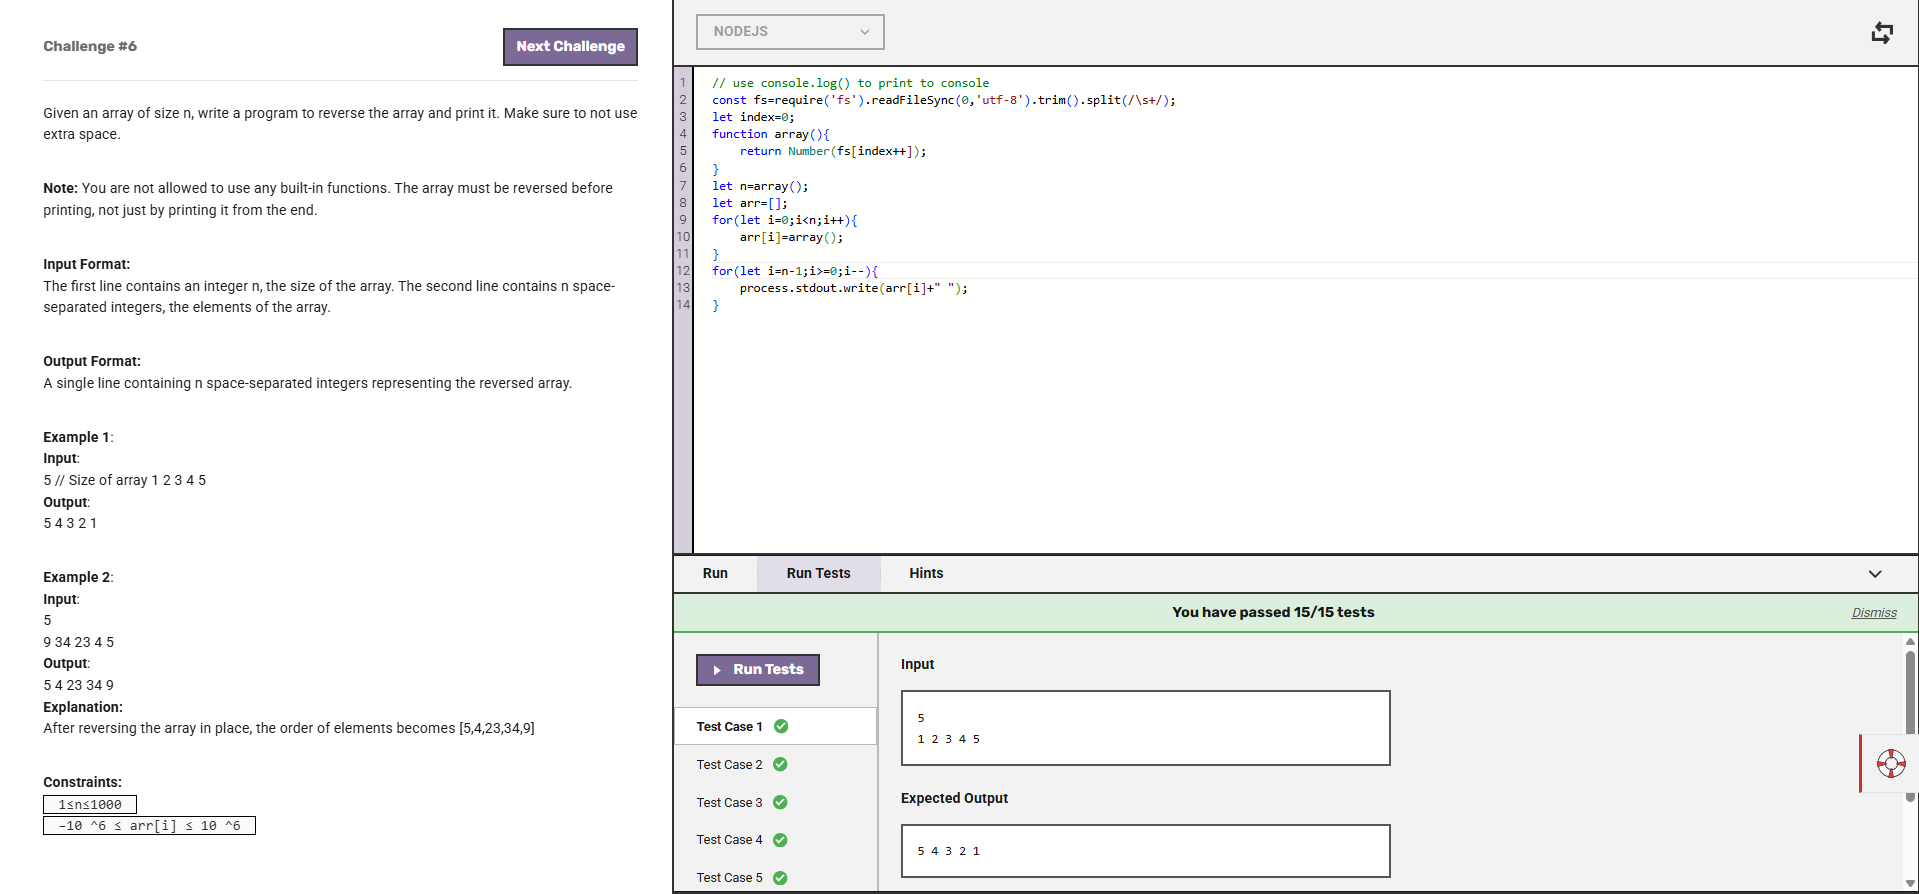 Challenge #6
Next Challenge
Given an array of size n, write a program to reverse the array and print it. Make sure to not use
extra space.
Note: You are not allowed to use any built-in functions. The array must be reversed before
printing, not just by printing it from the end.
Input Format:
The first line contains an integer n, the size of the array. The second line contains n space-
separated integers, the elements of the array.
Output Format:
A single line containing n space-separated integers representing the reversed array.
Example 1:
Input:
5 // Size of array 1 2 3 4 5
Output:
5 4 3 2 1
Example 2:
Input:
5
9 34 23 4 5
Output:
5 4 23 34 9
Explanation:
After reversing the array in place, the order of elements becomes [5,4,23,34,9]
Constraints:
1≤n≤1000
-10 ^6 ≤ arr[i] ≤ 10 ^6
NODEJS
1 // use console.log() to print to console
2 const fs=require('fs').readFileSync(0,'utf-8').trim().split(/\s+/);
3 let index=0;
4 function array(){
5 return Number(fs[index++]);
6 }
7 let n=array();
8 let arr=[];
9 for(let i=0;i<n;i++){
10 arr[i]=array();
11 }
12 for(let i=n-1;i>=0;i--){
13 process.stdout.write(arr[i]+" ");
14 }
Run Run Tests Hints
You have passed 15/15 tests
Dismiss
Run Tests
Test Case 1
Test Case 2
Test Case 3
Test Case 4
Test Case 5
Input
5
1 2 3 4 5
Expected Output
5 4 3 2 1